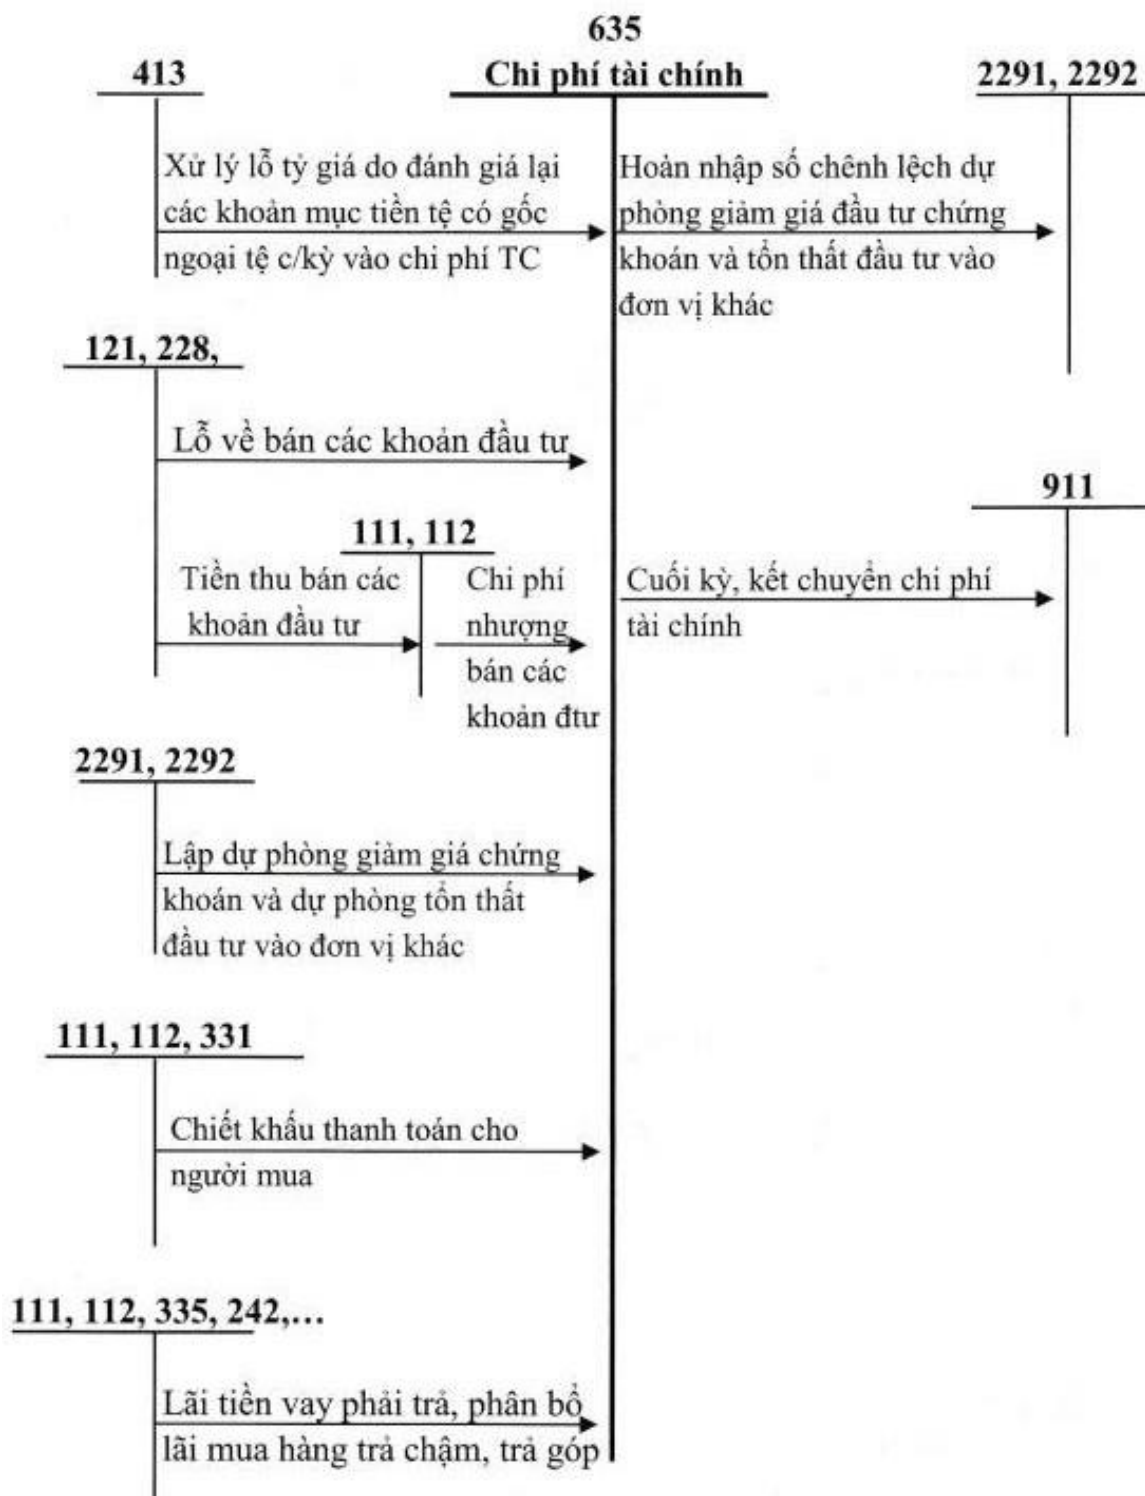 635
413
Chi phí tài chính
2291, 2292
Xử lý lỗ tỷ giá do đánh giá lại
các khoản mục tiền tệ có gốc
ngoại tệ c/kỳ vào chi phí TC
Hoàn nhập số chênh lệch dự
phòng giảm giá đầu tư chứng
khoán và tổn thất đầu tư vào
đơn vị khác
121, 228,
Lỗ về bán các khoản đầu tư
111, 112
Tiền thu bán các
khoản đầu tư
Chi phí
nhượng
bán các
khoản đtư
911
Cuối kỳ, kết chuyển chi phí
tài chính
2291, 2292
Lập dự phòng giảm giá chứng
khoán và dự phòng tổn thất
đầu tư vào đơn vị khác
111, 112, 331
Chiết khấu thanh toán cho
người mua
111, 112, 335, 242,...
Lãi tiền vay phải trả, phân bổ
lãi mua hàng trả chậm, trả góp